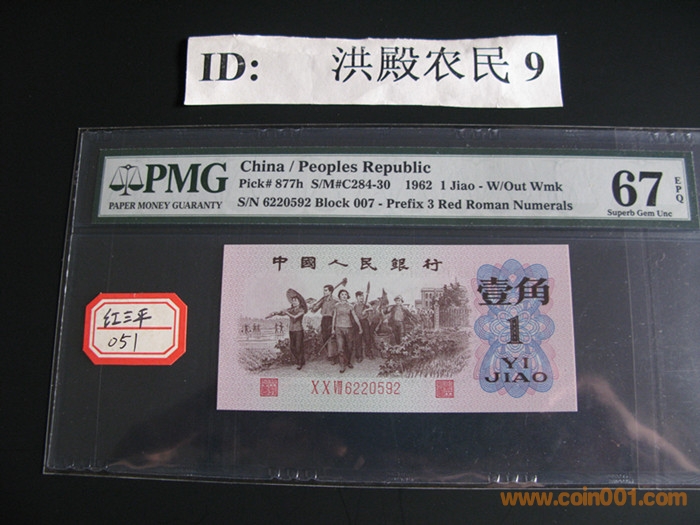 ID: 洪殿农民 9
PMG
PAPER MONEY GUARANTY
China / Peoples Republic
Pick# 877h S/M#C284-30 1962 1 Jiao - W/Out Wmk
S/N 6220592 Block 007 - Prefix 3 Red Roman Numerals
67 EPQ
Superb Gem Unc
中國人民銀行
壹角
1
YI
JIAO
X X VII 6220592
红三平
051
www.coin001.com